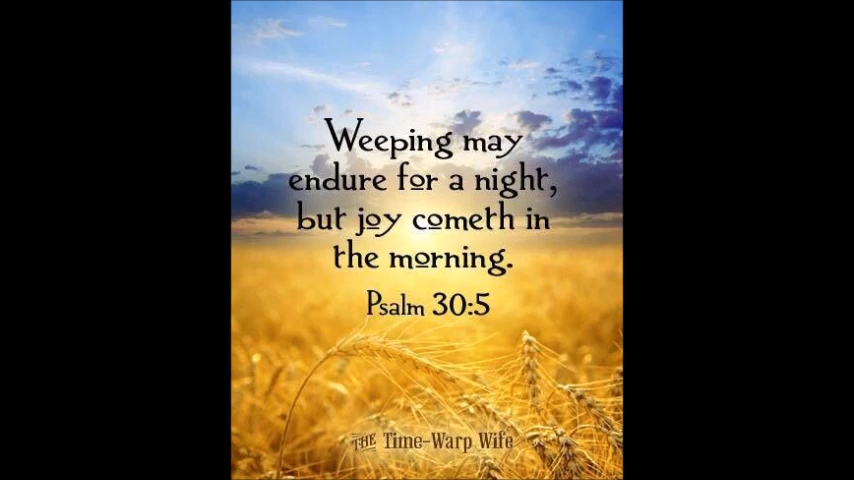 Weeping may
endure for a night,
but joy cometh in
the morning.
Psalm 30:5
THE Time-Warp Wife